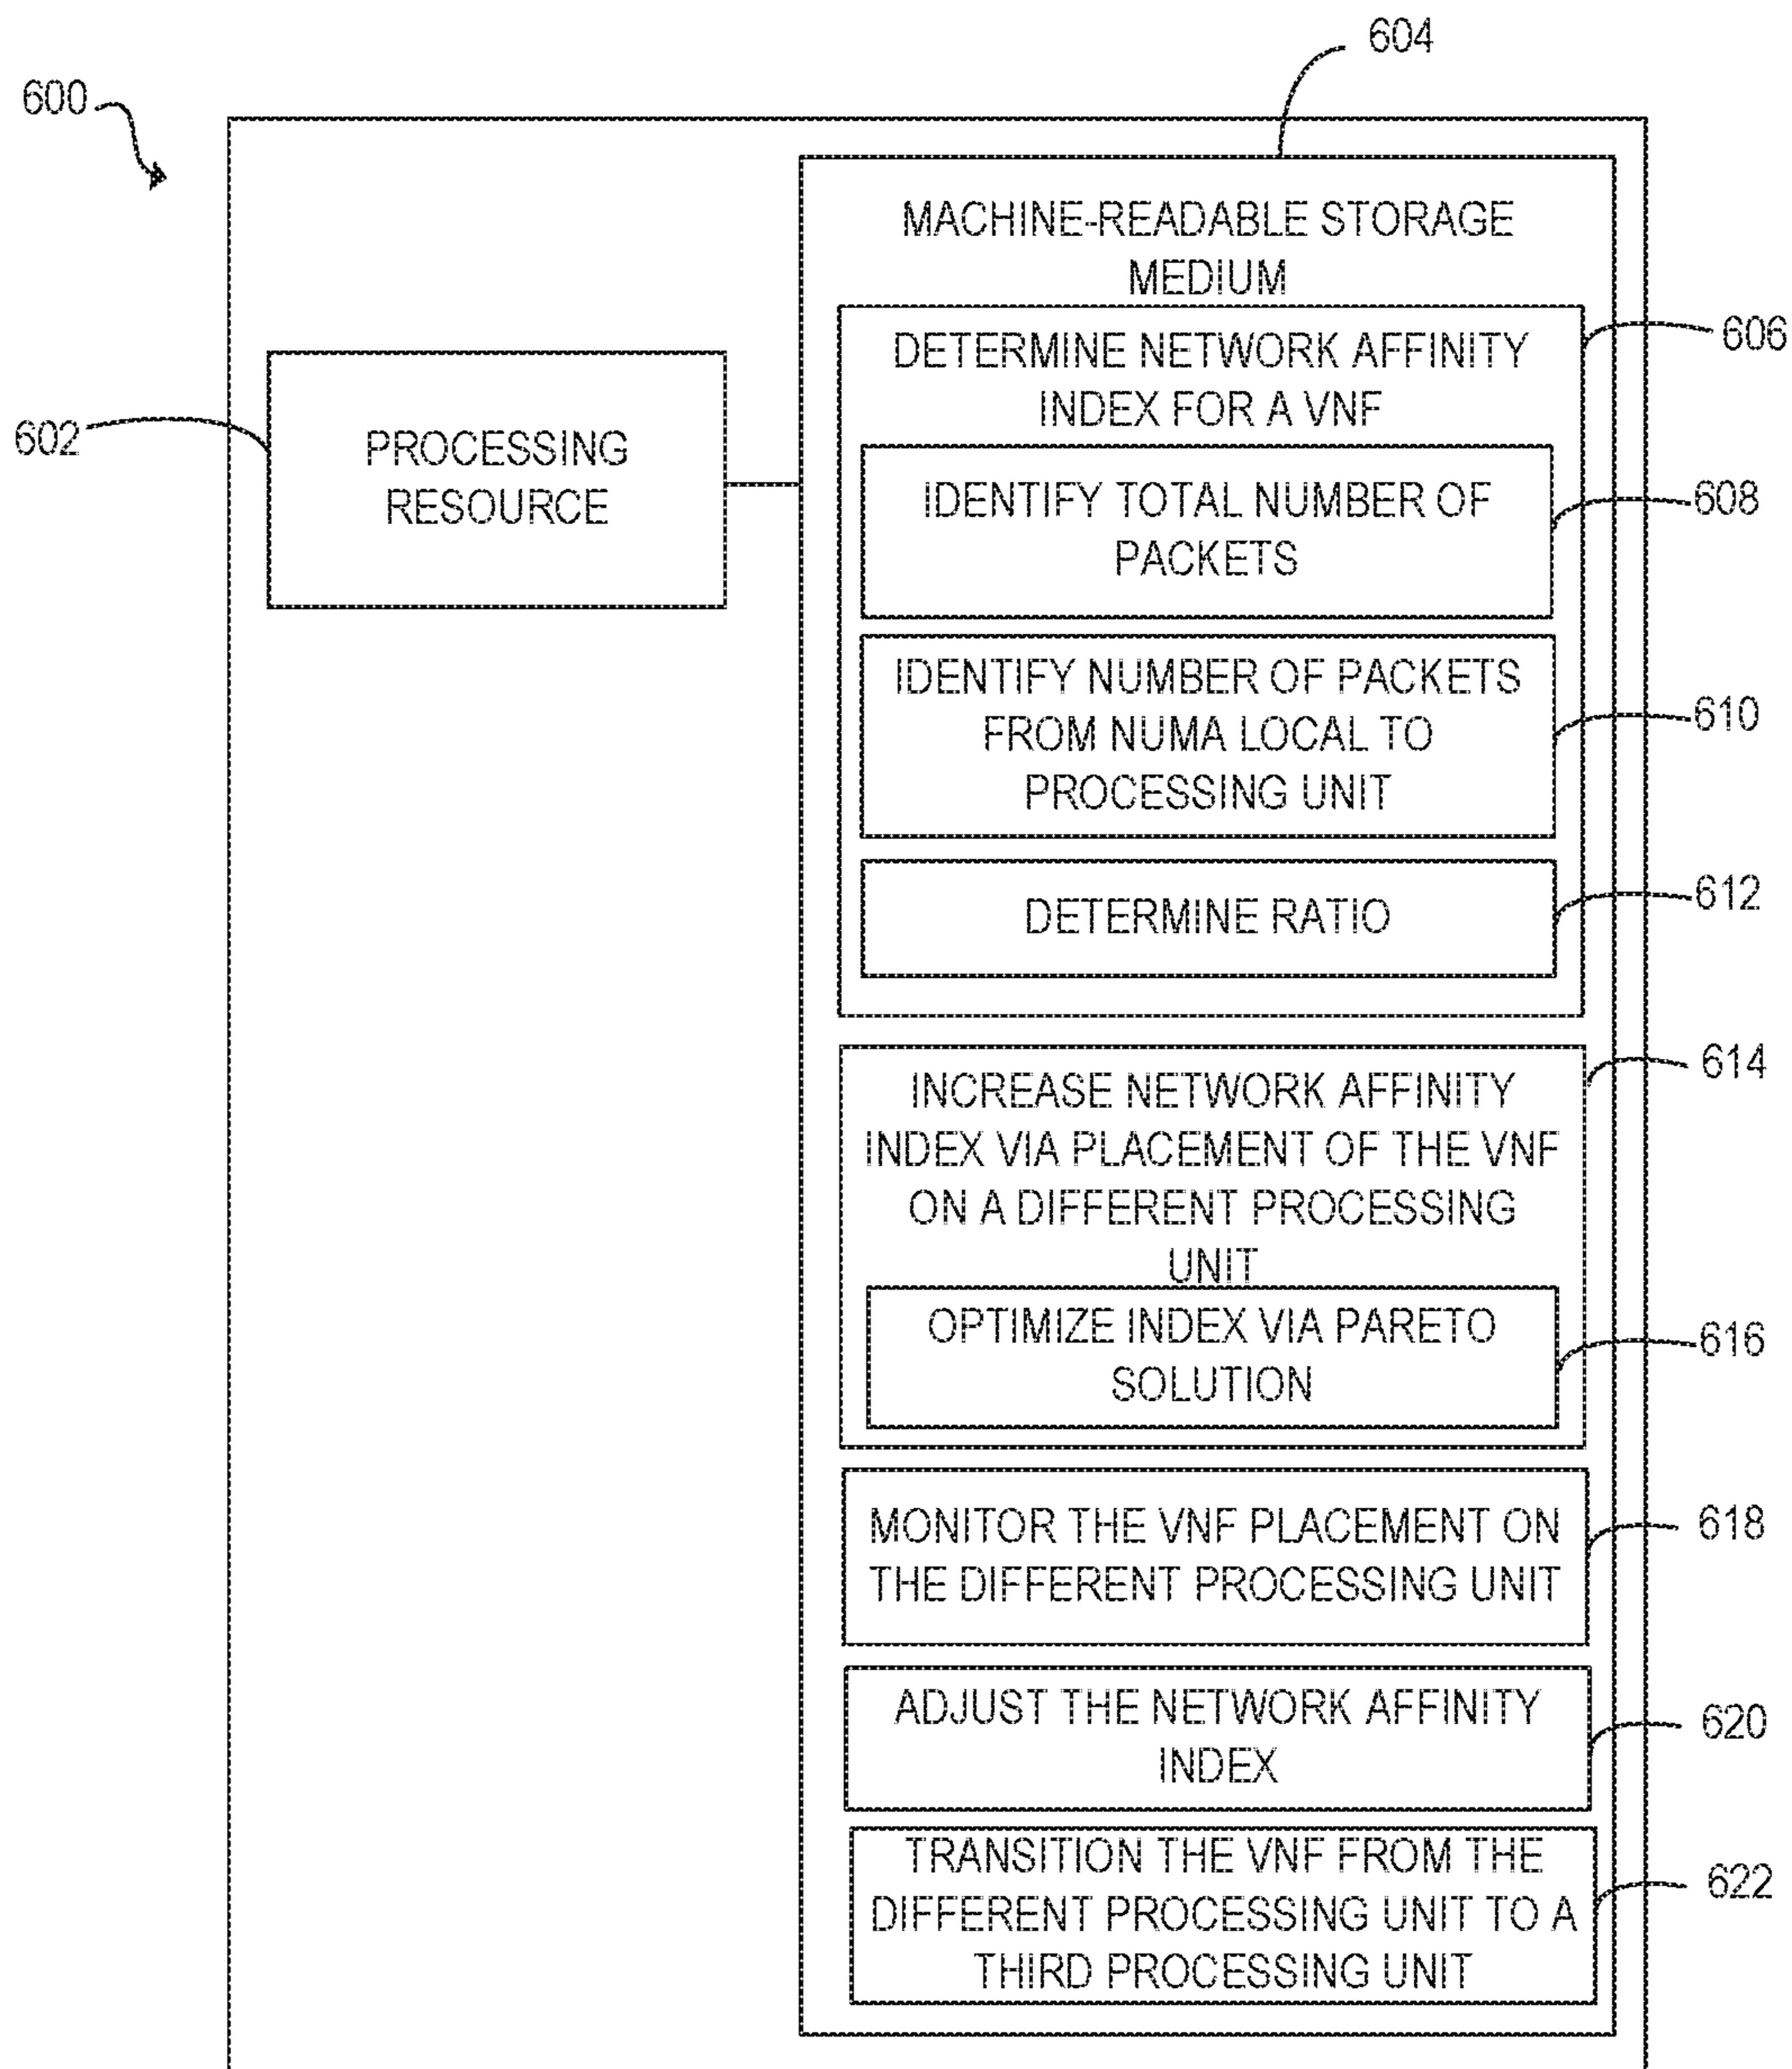 604
600
MACHINE-READABLE STORAGE
MEDIUM
606
DETERMINE NETWORK AFFINITY
INDEX FOR A VNF
602
PROCESSING
RESOURCE
608
IDENTIFY TOTAL NUMBER OF
PACKETS
610
IDENTIFY NUMBER OF PACKETS
FROM NUMA LOCAL TO
PROCESSING UNIT
612
DETERMINE RATIO
614
INCREASE NETWORK AFFINITY
INDEX VIA PLACEMENT OF THE VNF
ON A DIFFERENT PROCESSING
UNIT
616
OPTIMIZE INDEX VIA PARETO
SOLUTION
618
MONITOR THE VNF PLACEMENT ON
THE DIFFERENT PROCESSING UNIT
620
ADJUST THE NETWORK AFFINITY
INDEX
622
TRANSITION THE VNF FROM THE
DIFFERENT PROCESSING UNIT TO A
THIRD PROCESSING UNIT